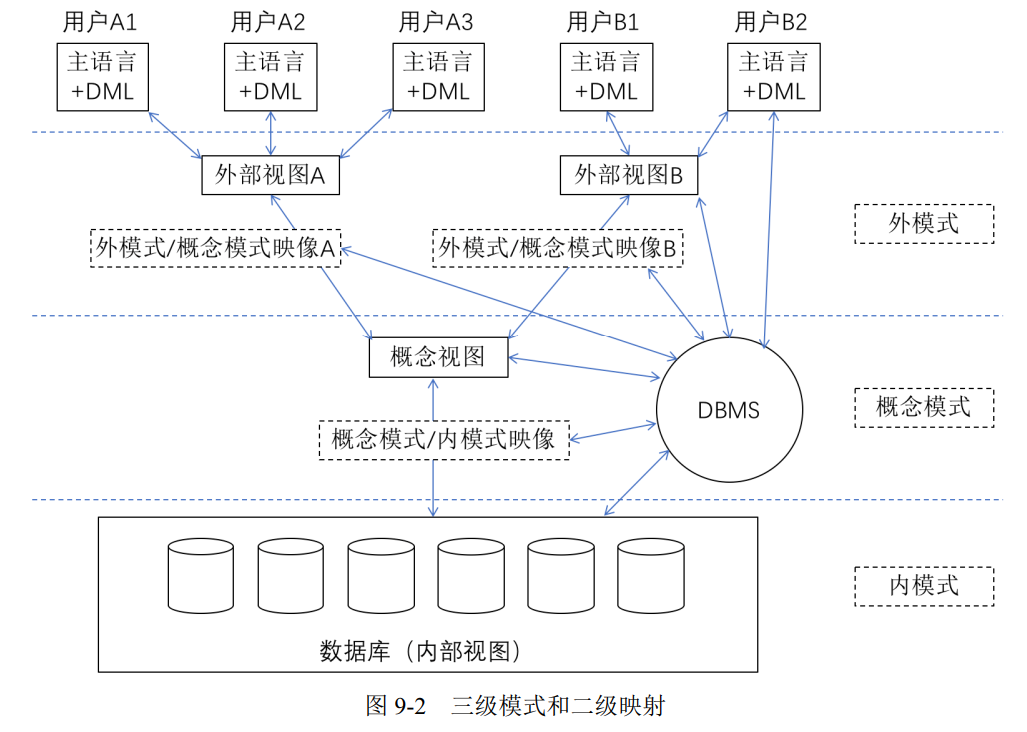 用户A1 用户A2 用户A3 用户B1 用户B2
主语言 主语言 主语言 主语言 主语言
+DML +DML +DML +DML +DML
外部视图A 外部视图B
外模式
外模式/概念模式映像A 外模式/概念模式映像B
概念视图
DBMS
概念模式
概念模式/内模式映像
内模式
数据库（内部视图）
图 9-2 三级模式和二级映射